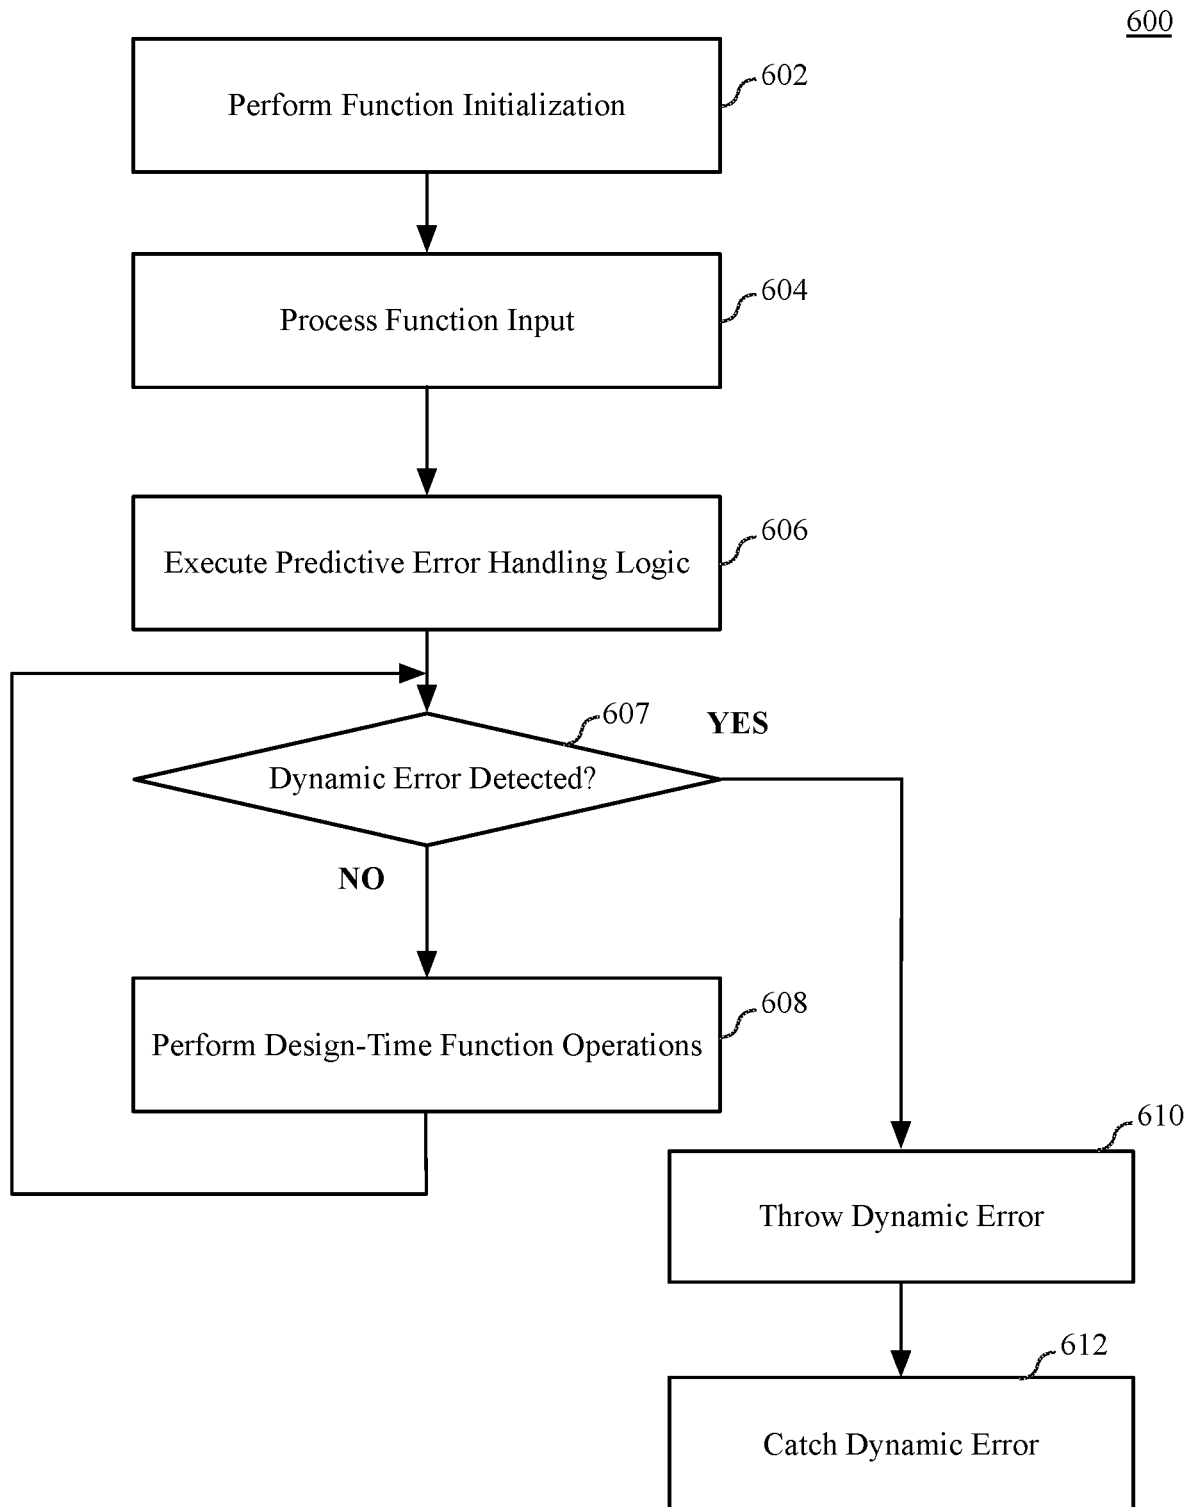 600
Perform Function Initialization
602
Process Function Input
604
Execute Predictive Error Handling Logic
606
Dynamic Error Detected?
607
YES
NO
Perform Design-Time Function Operations
608
Throw Dynamic Error
610
Catch Dynamic Error
612